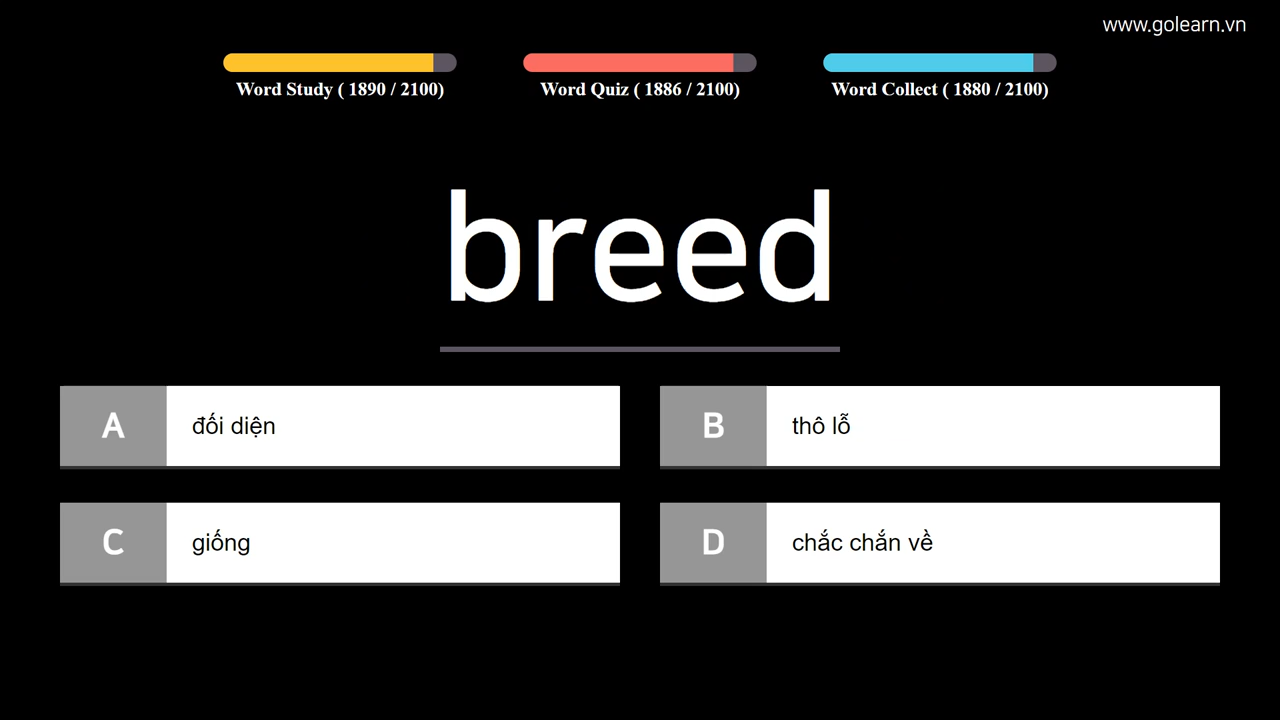 www.golearn.vn
Word Study ( 1890 / 2100)
Word Quiz ( 1886 / 2100)
Word Collect ( 1880 / 2100)
breed
A đối diện
B thô lỗ
C giống
D chắc chắn về